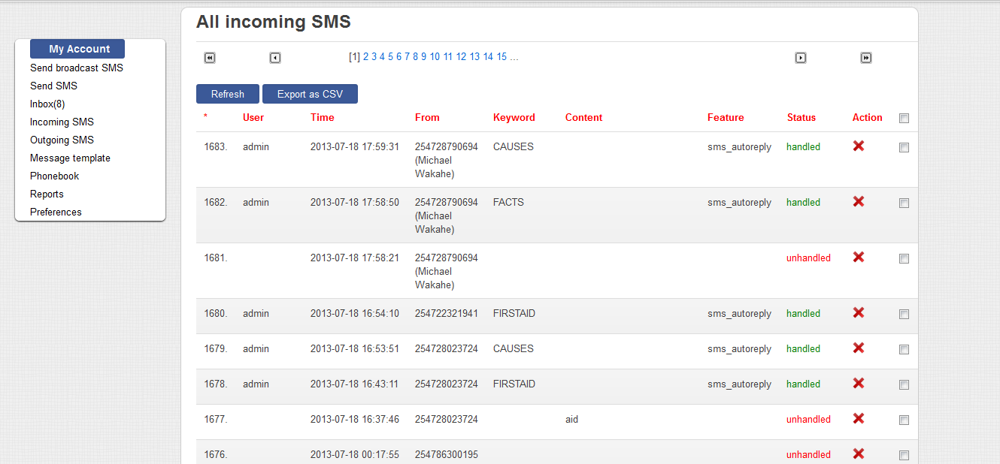 All incoming SMS
My Account
Send broadcast SMS
Send SMS
Inbox(8)
Incoming SMS
Outgoing SMS
Message template
Phonebook
Reports
Preferences
[1] 2 3 4 5 6 7 8 9 10 11 12 13 14 15 ...
Refresh Export as CSV
* User Time From Keyword Content Feature Status Action
1683. admin 2013-07-18 17:59:31 254728790694 CAUSES sms_autoreply handled
(Michael
Wakahe)
1682. admin 2013-07-18 17:58:50 254728790694 FACTS sms_autoreply handled
(Michael
Wakahe)
1681. 2013-07-18 17:58:21 254728790694 unhandled
(Michael
Wakahe)
1680. admin 2013-07-18 16:54:10 254722321941 FIRSTAID sms_autoreply handled
1679. admin 2013-07-18 16:53:51 254728023724 CAUSES sms_autoreply handled
1678. admin 2013-07-18 16:43:11 254728023724 FIRSTAID sms_autoreply handled
1677. 2013-07-18 16:37:46 254728023724 aid unhandled
1676. 2013-07-18 00:17:55 254786300195 unhandled